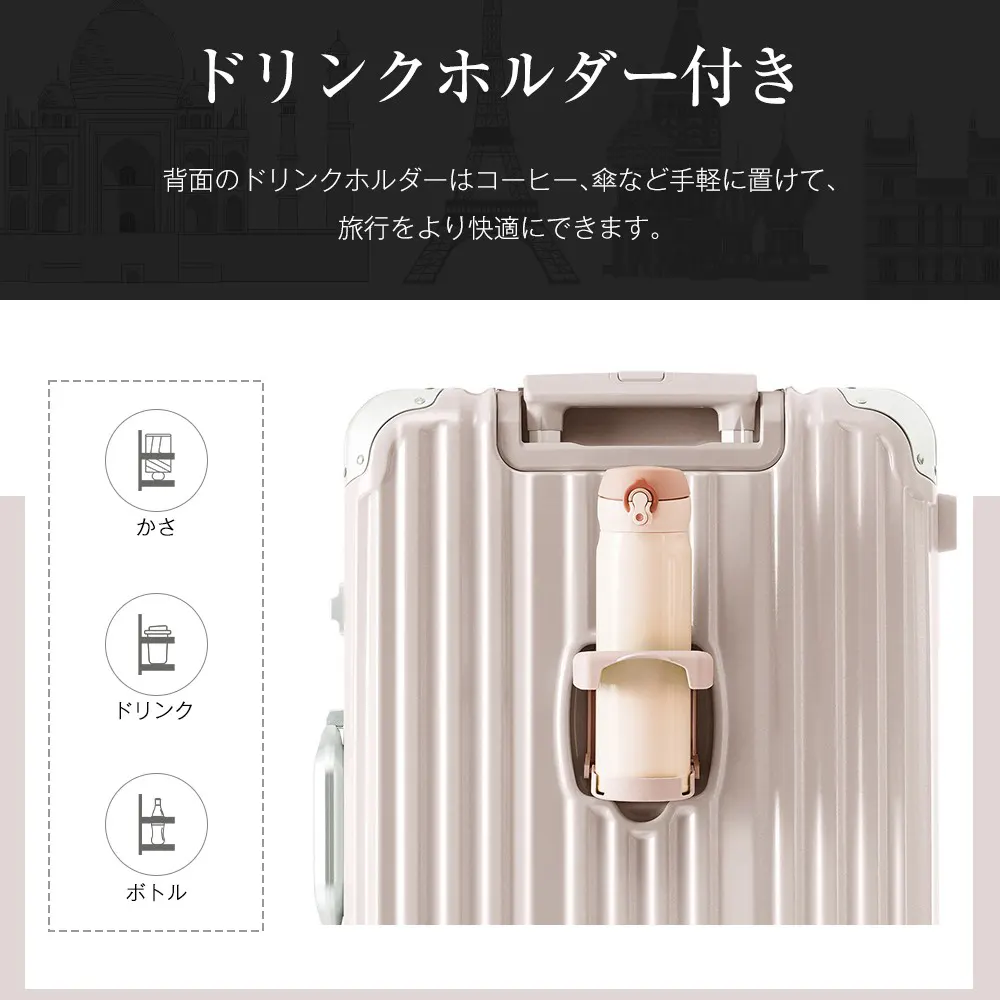 ドリンクホルダー付き
背面のドリンクホルダーはコーヒー、傘など手軽に置けて、
旅行をより快適にできます。
かさ
ドリンク
ボトル